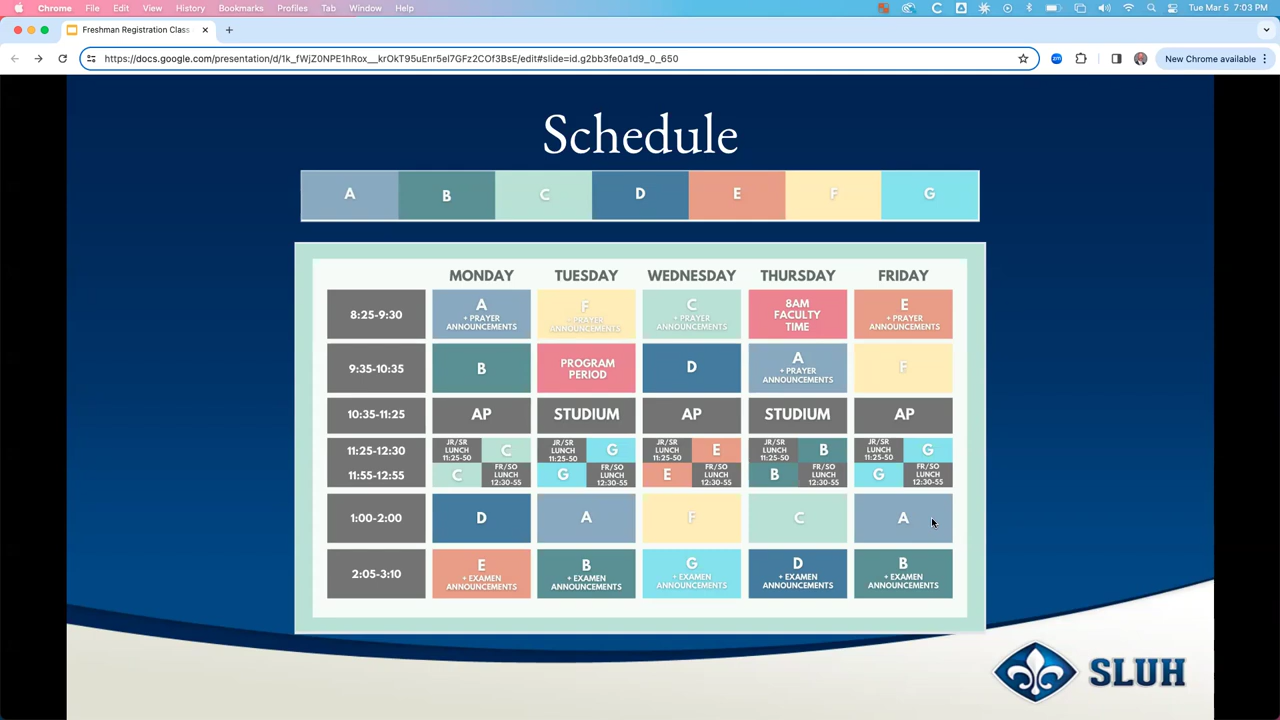 Chrome File Edit View History Bookmarks Profiles Tab Window Help Tue Mar 5 7:03 PM
Freshman Registration Class
https://docs.google.com/presentation/d/1k_fWjZ0NPE1hRox__krOkT95uEnr5el7GFz2COf3BsE/edit#slide=id.g2bb3fe0a1d9_0_650
New Chrome available
Schedule
A B C D E F G
MONDAY TUESDAY WEDNESDAY THURSDAY FRIDAY
8:25-9:30
A
+ PRAYER
ANNOUNCEMENTS
F
+ PRAYER
ANNOUNCEMENTS
C
+ PRAYER
ANNOUNCEMENTS
8AM
FACULTY
TIME
E
+ PRAYER
ANNOUNCEMENTS
9:35-10:35
B
PROGRAM
PERIOD
D
A
+ PRAYER
ANNOUNCEMENTS
F
10:35-11:25 AP STUDIUM AP STUDIUM AP
11:25-12:30
11:55-12:55
JR/SR
LUNCH
11:25-50
C
C
FR/SO
LUNCH
12:30-55
JR/SR
LUNCH
11:25-50
G
G
FR/SO
LUNCH
12:30-55
JR/SR
LUNCH
11:25-50
E
E
FR/SO
LUNCH
12:30-55
JR/SR
LUNCH
11:25-50
B
B
FR/SO
LUNCH
12:30-55
JR/SR
LUNCH
11:25-50
G
G
FR/SO
LUNCH
12:30-55
1:00-2:00 D A F C A
2:05-3:10
E
+ EXAMEN
ANNOUNCEMENTS
B
+ EXAMEN
ANNOUNCEMENTS
G
+ EXAMEN
ANNOUNCEMENTS
D
+ EXAMEN
ANNOUNCEMENTS
B
+ EXAMEN
ANNOUNCEMENTS
SLUH